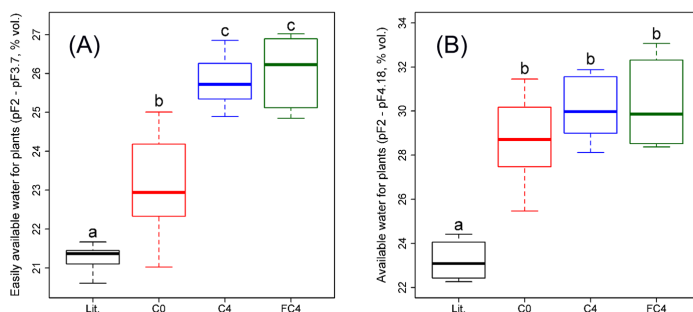 (A)
Easily available water for plants (pF2 - pF3.7, % vol.)
27
26
25
24
23
22
21
a
b
c
c
Lit.
C0
C4
FC4
(B)
Available water for plants (pF2 - pF4.18, % vol.)
34
32
30
28
26
24
22
a
b
b
b
Lit.
C0
C4
FC4